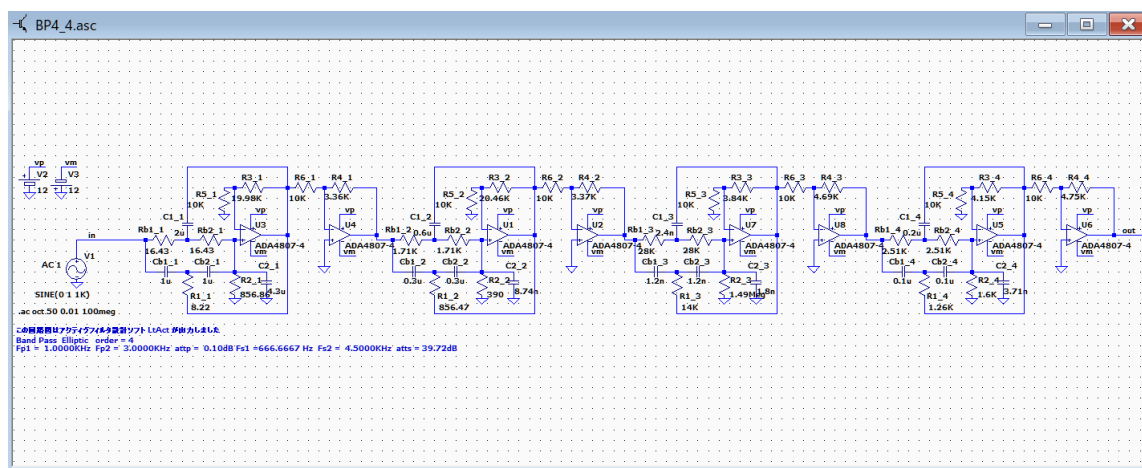 BP4_4.asc
vp
V2
12
vm
V3
12
in
AC 1
V1
SINE(0 1 1K)
.ac oct 50 0.01 100meg
R3_1
19.98K
R5_1
10K
R6_1
10K
R4_1
3.36K
C1_1
2u
Rb1_1
16.43
Rb2_1
16.43
Cb1_1
1u
Cb2_1
1u
R1_1
8.22
R2_1
C2_1
4.3u
vp
U3
ADA4807-4
vm
U4
ADA4807-4
R3_2
20.46K
R5_2
10K
R6_2
10K
R4_2
3.37K
C1_2
0.6u
Rb1_2
1.71K
Rb2_2
1.71K
Cb1_2
0.3u
Cb2_2
0.3u
R1_2
856.47
R2_2
390
C2_2
8.74n
vp
U1
ADA4807-4
vm
U2
ADA4807-4
R3_3
3.84K
R5_3
10K
R6_3
10K
R4_3
4.69K
C1_3
2.4n
Rb1_3
28K
Rb2_3
28K
Cb1_3
1.2n
Cb2_3
1.2n
R1_3
14K
R2_3
1.49Meg
C2_3
vp
U7
ADA4807-4
vm
U8
ADA4807-4
R3_4
4.15K
R5_4
10K
R6_4
10K
R4_4
4.75K
C1_4
0.2u
Rb1_4
2.51K
Rb2_4
2.51K
Cb1_4
0.1u
Cb2_4
0.1u
R1_4
1.26K
R2_4
1.6K
C2_4
3.71n
vp
U5
ADA4807-4
vm
U6
ADA4807-4
out
この回路図はアクティブフィルタ設計ソフト LtAct が出力しました
Band Pass Elliptic order = 4
Fp1 = 1.0000KHz Fp2 = 3.0000KHz attp = 0.10dB Fs1 =666.6667 Hz Fs2 = 4.5000KHz atts = 39.72dB